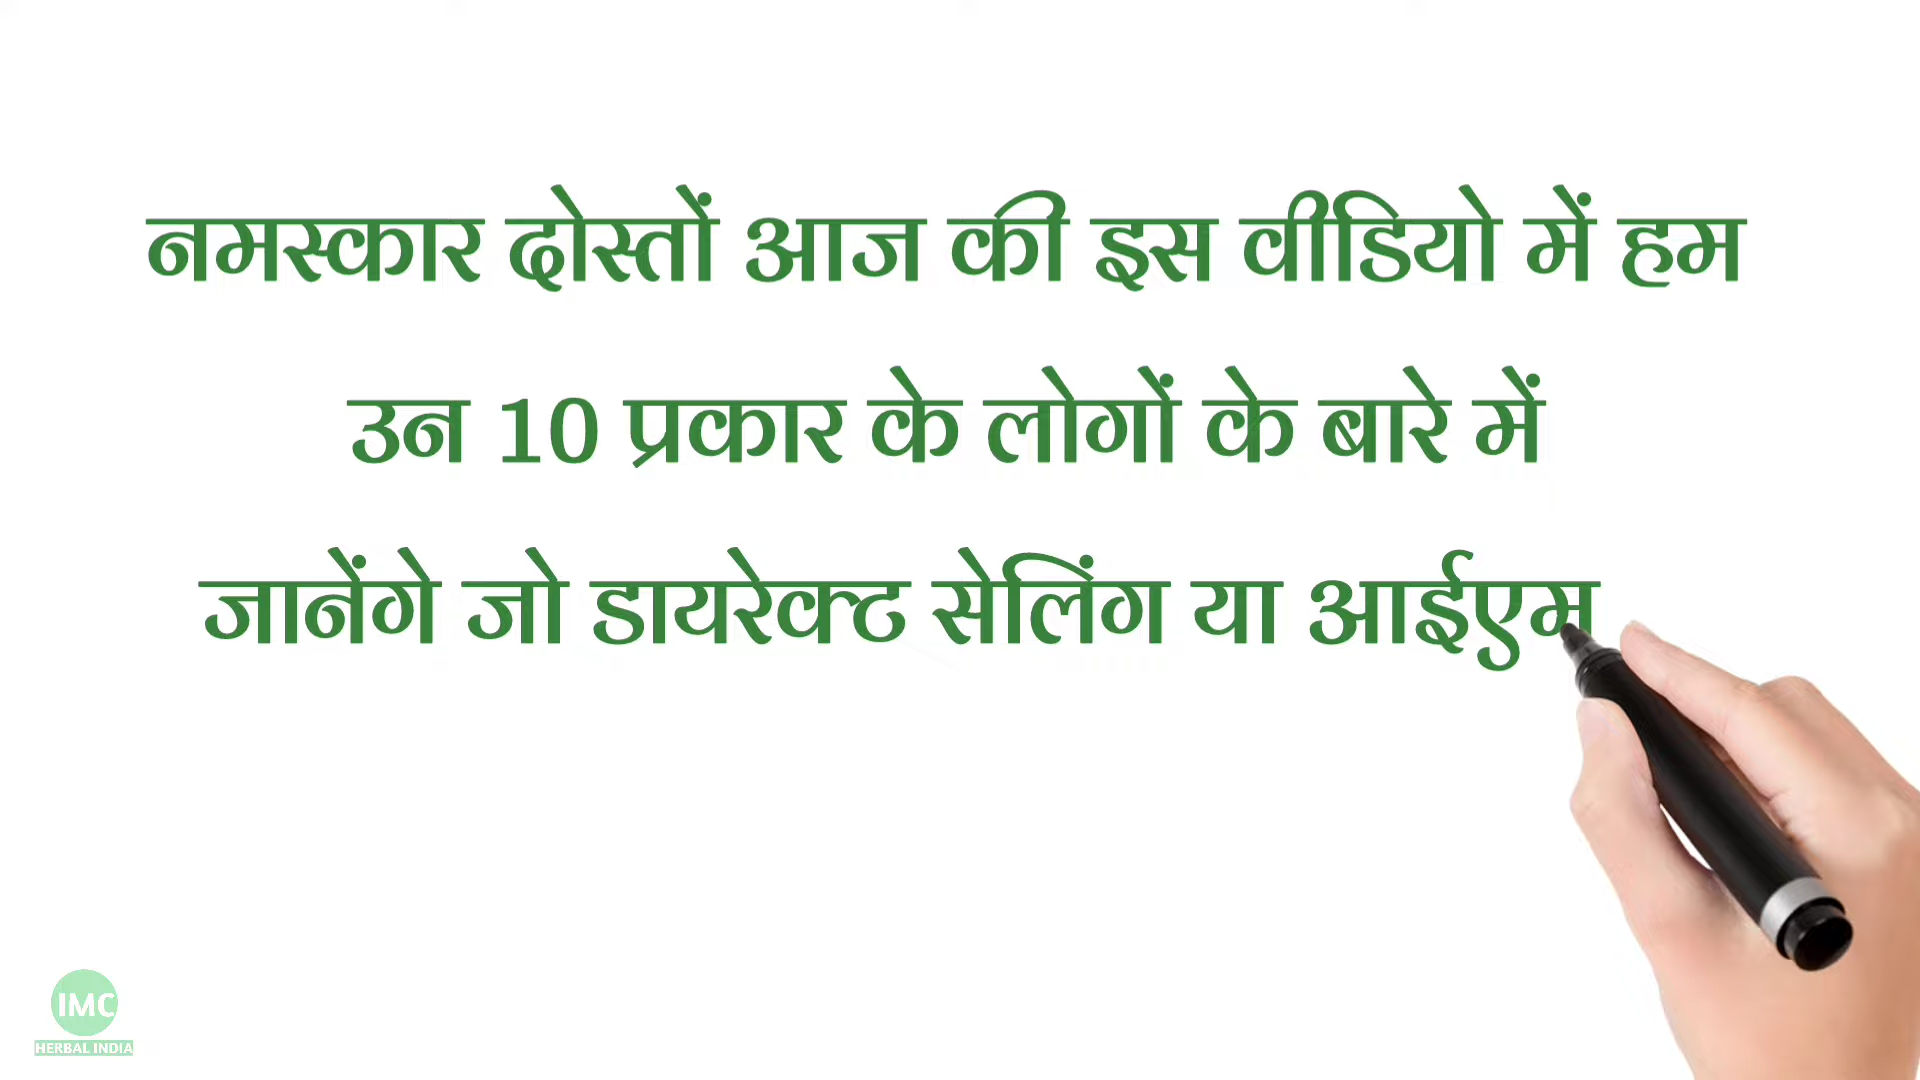 नमस्कार दोस्तों आज की इस वीडियो में हम
उन 10 प्रकार के लोगों के बारे में
जानेंगे जो डायरेक्ट सेलिंग या आईएम
IMC
HERBAL INDIA